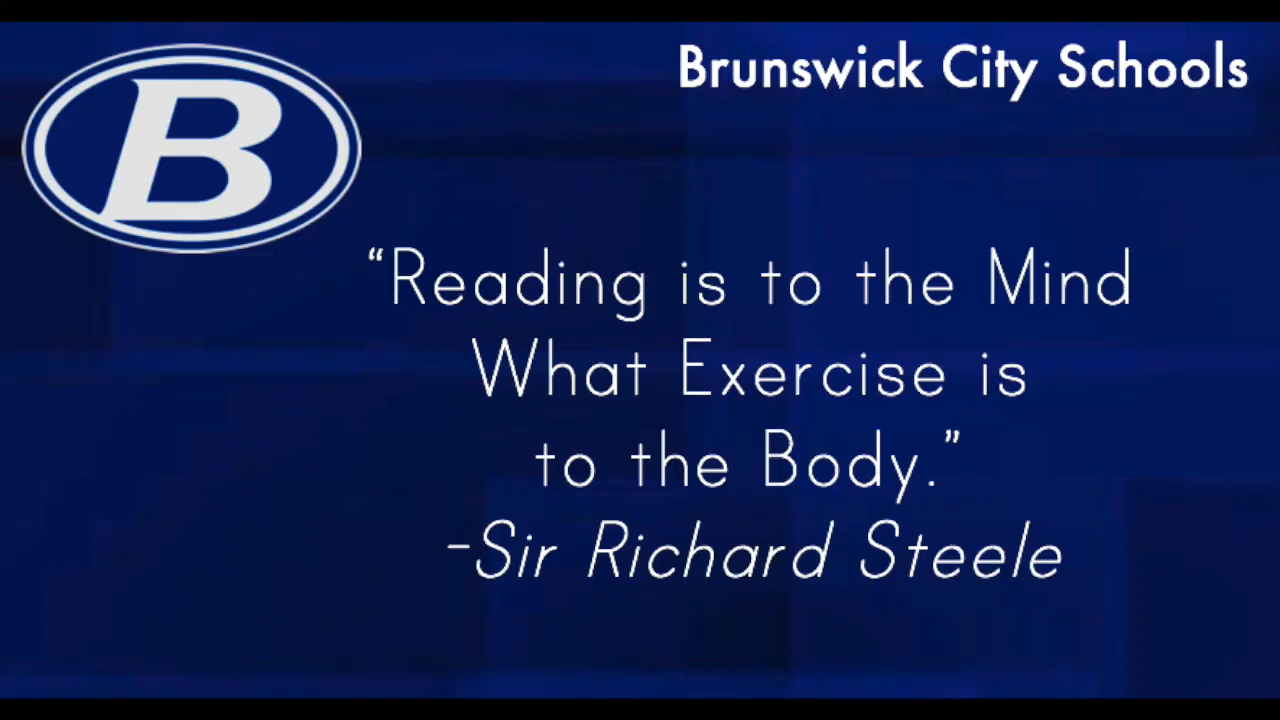 B
Brunswick City Schools
“Reading is to the Mind
What Exercise is
to the Body.”
-Sir Richard Steele